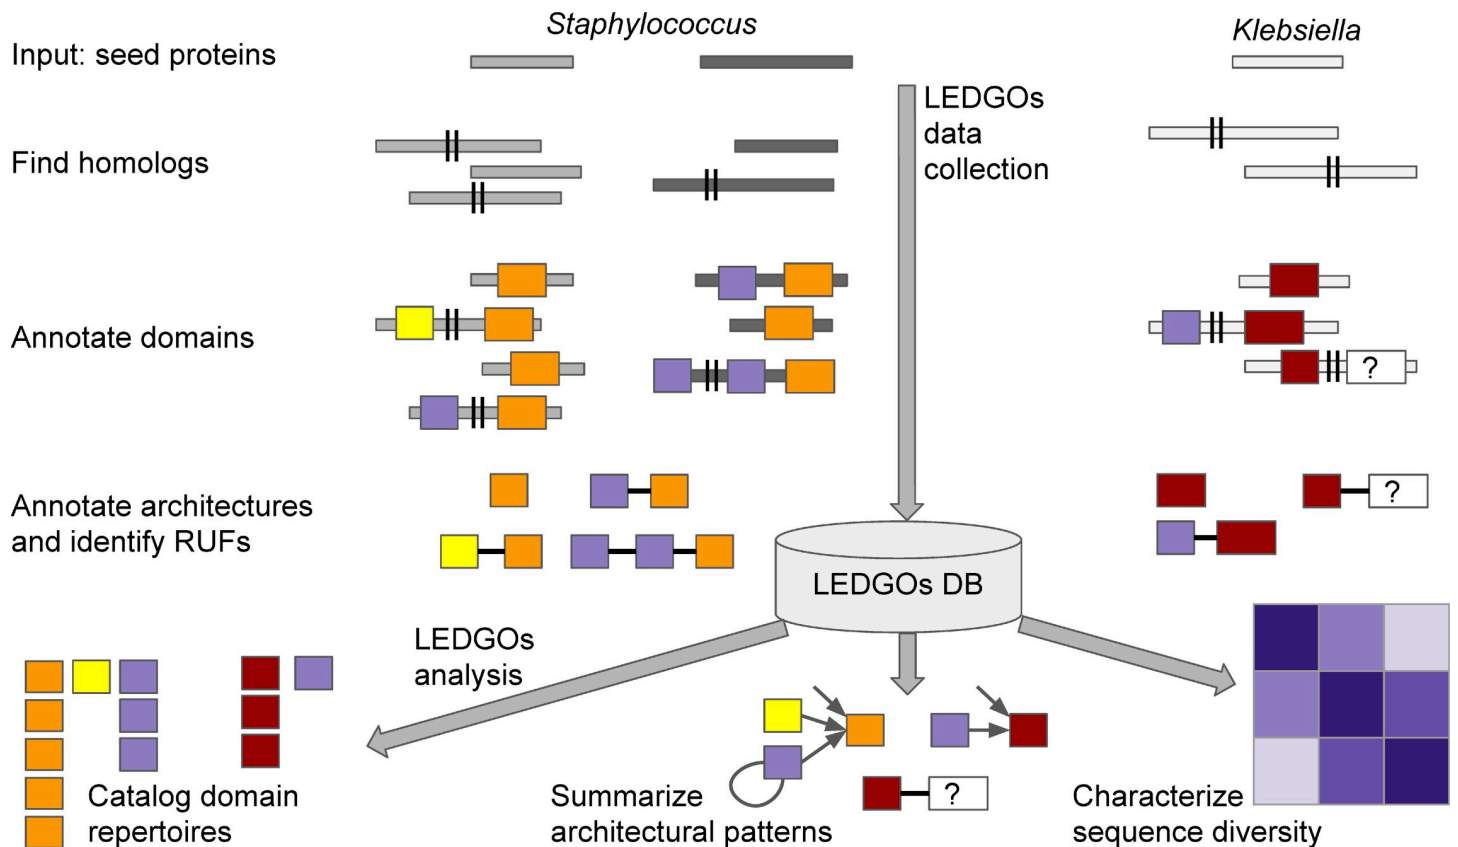 Staphylococcus
Klebsiella
Input: seed proteins
LEDGOs
data
collection
Find homologs
Annotate domains
?
Annotate architectures
and identify RUFs
?
LEDGOs DB
LEDGOs
analysis
Catalog domain
repertoires
Summarize
architectural patterns
?
Characterize
sequence diversity